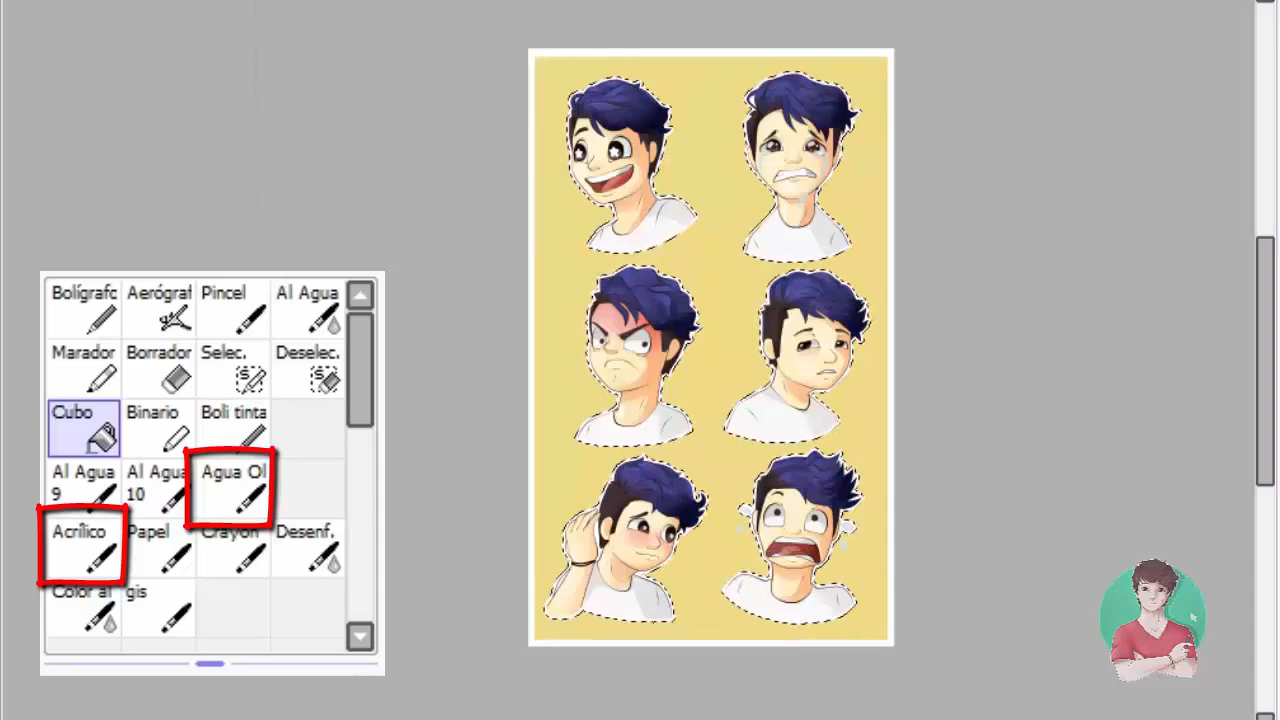 Bolígrafc Aerógraf Pincel Al Agua
Marador Borrador Selec. Deselec.
S S
Cubo Binario Boli tinta
Al Agua Al Agua Agua Ol
9 10
Acrílico Papel Crayon Desenf.
Color al gis